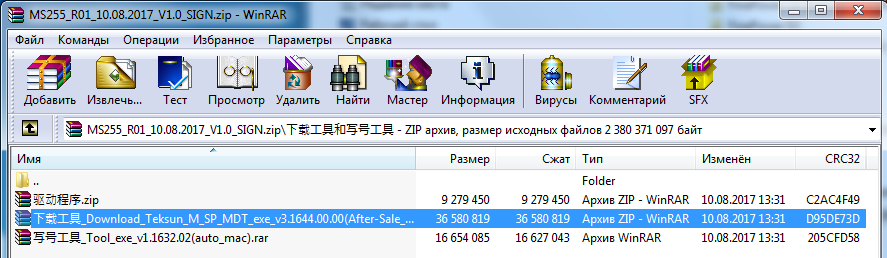 MS255_R01_10.08.2017_V1.0_SIGN.zip - WinRAR
Файл Команды Операции Избранное Параметры Справка
Добавить Извлечь... Тест Просмотр Удалить Найти Мастер Информация Вирусы Комментарий SFX
MS255_R01_10.08.2017_V1.0_SIGN.zip\下载工具和写号工具 - ZIP архив, размер исходных файлов 2 380 371 097 байт
Имя Размер Сжат Тип Изменён CRC32
.. Folder
驱动程序.zip 9 279 450 9 279 450 Архив ZIP - WinRAR 10.08.2017 13:31 C2AC4F49
下载工具_Download_Teksun_M_SP_MDT_exe_v3.1644.00.00(After-Sale_... 36 580 819 36 580 819 Архив ZIP - WinRAR 10.08.2017 13:31 D95DE73D
写号工具_Tool_exe_v1.1632.02(auto_mac).rar 16 654 085 16 627 043 Архив WinRAR 10.08.2017 13:31 205CFD58